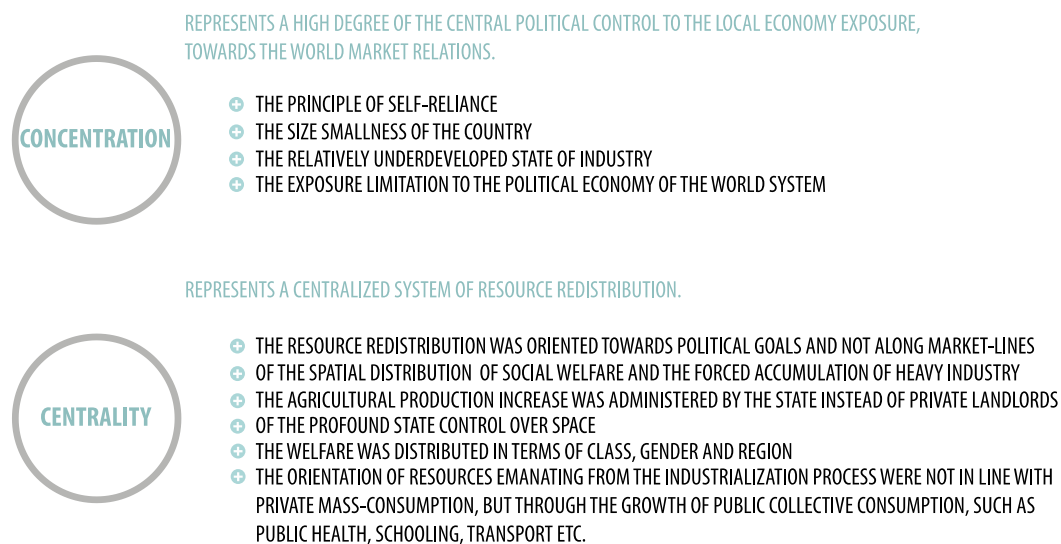 REPRESENTS A HIGH DEGREE OF THE CENTRAL POLITICAL CONTROL TO THE LOCAL ECONOMY EXPOSURE,
TOWARDS THE WORLD MARKET RELATIONS.
CONCENTRATION
THE PRINCIPLE OF SELF-RELIANCE
THE SIZE SMALLNESS OF THE COUNTRY
THE RELATIVELY UNDERDEVELOPED STATE OF INDUSTRY
THE EXPOSURE LIMITATION TO THE POLITICAL ECONOMY OF THE WORLD SYSTEM
REPRESENTS A CENTRALIZED SYSTEM OF RESOURCE REDISTRIBUTION.
CENTRALITY
THE RESOURCE REDISTRIBUTION WAS ORIENTED TOWARDS POLITICAL GOALS AND NOT ALONG MARKET-LINES
OF THE SPATIAL DISTRIBUTION OF SOCIAL WELFARE AND THE FORCED ACCUMULATION OF HEAVY INDUSTRY
THE AGRICULTURAL PRODUCTION INCREASE WAS ADMINISTERED BY THE STATE INSTEAD OF PRIVATE LANDLORDS
OF THE PROFOUND STATE CONTROL OVER SPACE
THE WELFARE WAS DISTRIBUTED IN TERMS OF CLASS, GENDER AND REGION
THE ORIENTATION OF RESOURCES EMANATING FROM THE INDUSTRIALIZATION PROCESS WERE NOT IN LINE WITH
PRIVATE MASS-CONSUMPTION, BUT THROUGH THE GROWTH OF PUBLIC COLLECTIVE CONSUMPTION, SUCH AS
PUBLIC HEALTH, SCHOOLING, TRANSPORT ETC.